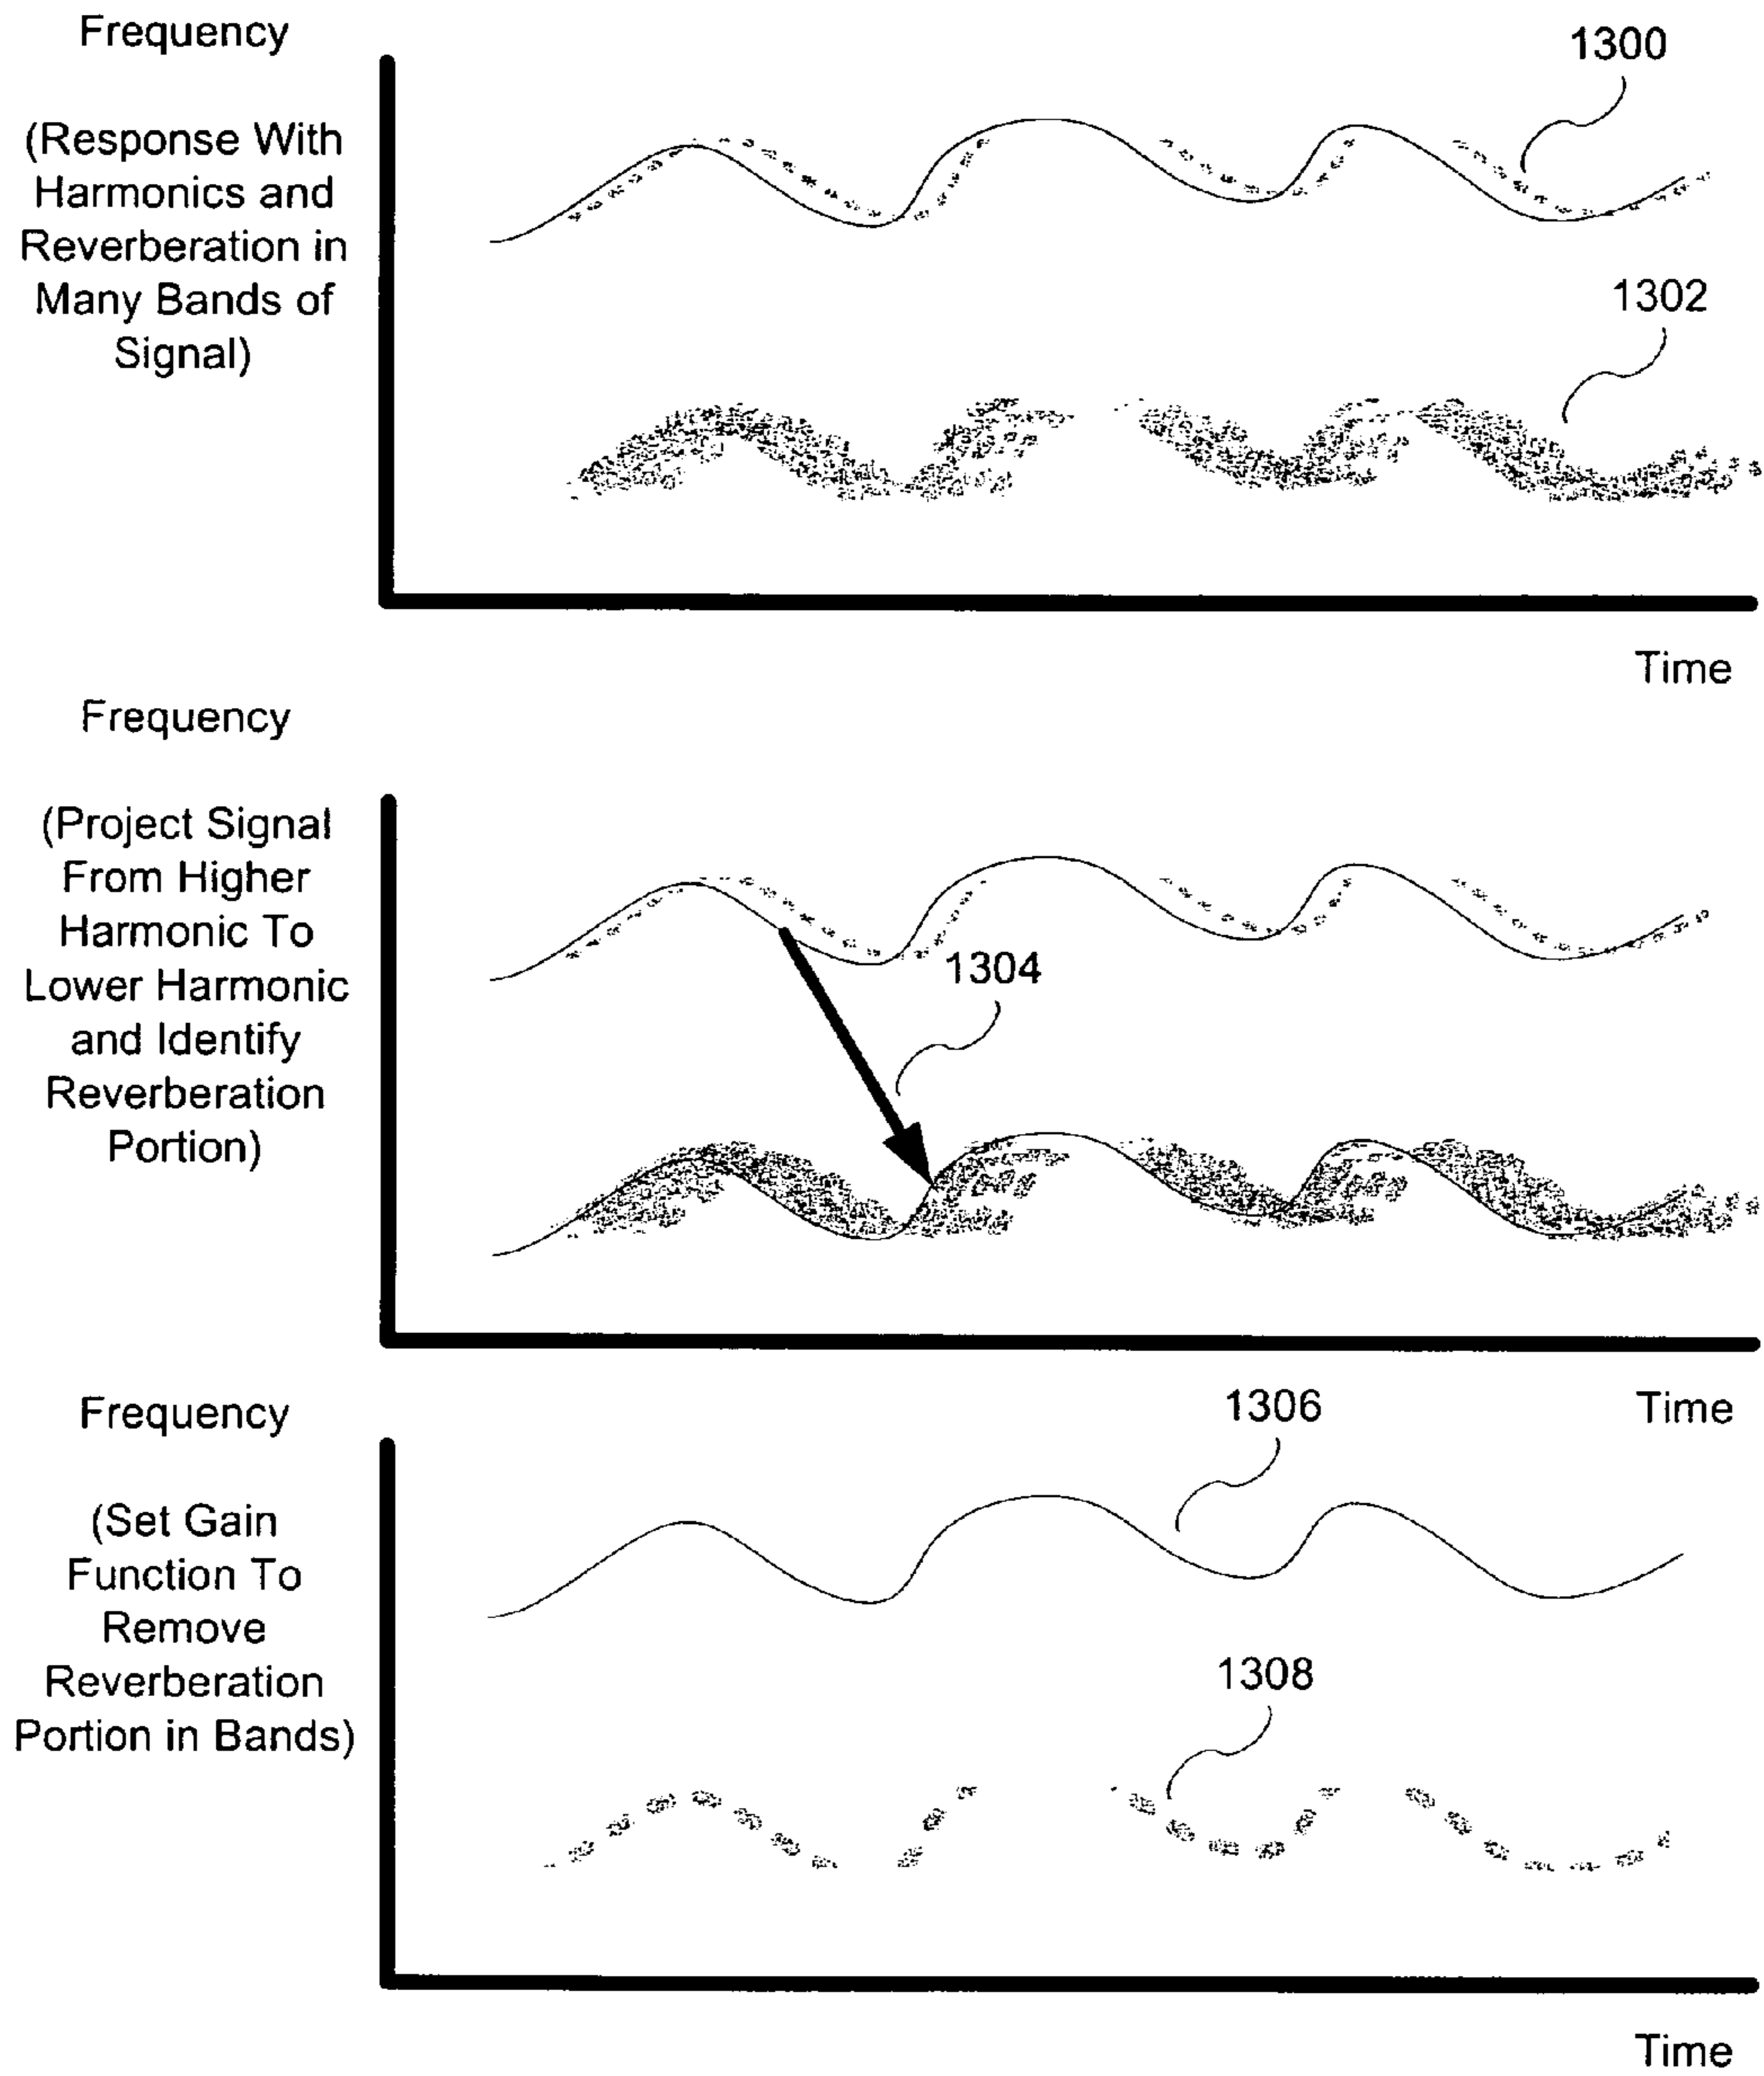 Frequency
1300
(Response With
Harmonics and
Reverberation in
Many Bands of
Signal)
1302
Time
Frequency
(Project Signal
From Higher
Harmonic To
Lower Harmonic
and Identify
Reverberation
Portion)
1304
Time
Frequency
1306
(Set Gain
Function To
Remove
Reverberation
Portion in Bands)
1308
Time